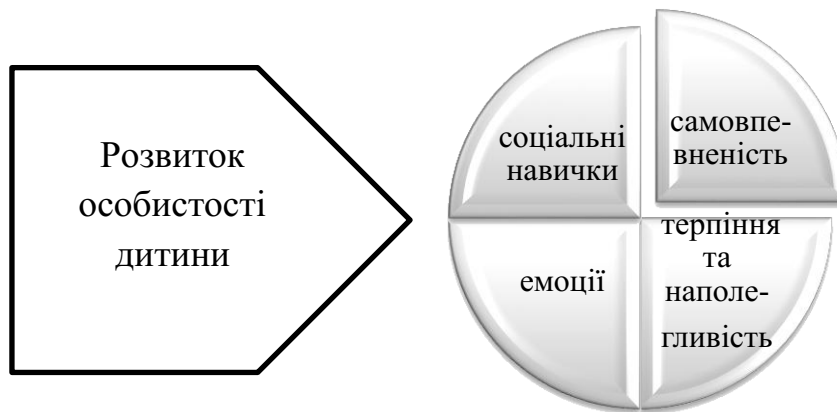 Розвиток
особистості
дитини
соціальні
навички
самовпе-
вненість
емоції
терпіння
та
наполе-
гливість